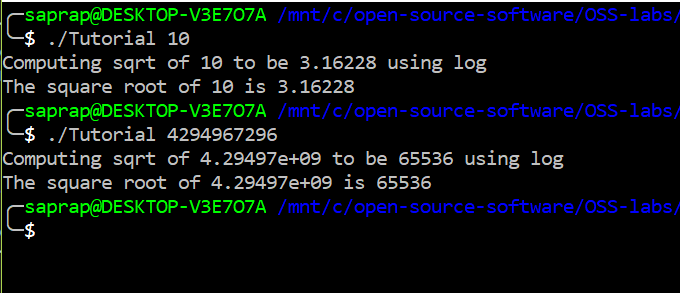 saprap@DESKTOP-V3E7O7A /mnt/c/open-source-software/OSS-labs/
$ ./Tutorial 10
Computing sqrt of 10 to be 3.16228 using log
The square root of 10 is 3.16228
saprap@DESKTOP-V3E7O7A /mnt/c/open-source-software/OSS-labs/
$ ./Tutorial 4294967296
Computing sqrt of 4.29497e+09 to be 65536 using log
The square root of 4.29497e+09 is 65536
saprap@DESKTOP-V3E7O7A /mnt/c/open-source-software/OSS-labs/
$